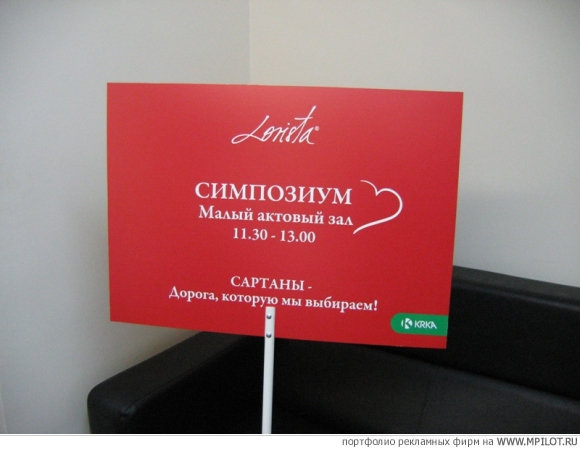 Lorista®
СИМПОЗИУМ
Малый актовый зал
11.30 - 13.00
САРТАНЫ -
Дорога, которую мы выбираем!
KRKA
портфолио рекламных фирм на WWW.MPILOT.RU